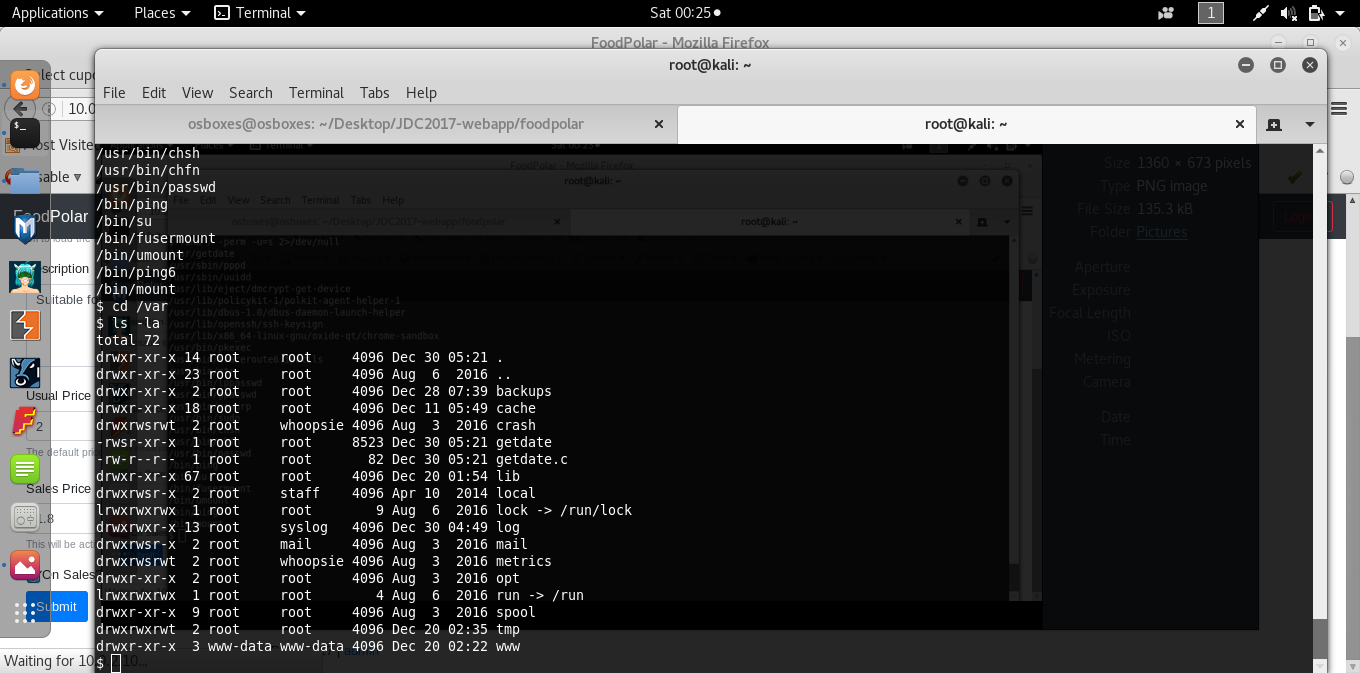 Applications Places Terminal Sat 00:25 1
FoodPolar - Mozilla Firefox
root@kali: ~
File Edit View Search Terminal Tabs Help
osboxes@osboxes: ~/Desktop/JDC2017-webapp/foodpolar root@kali: ~
/usr/bin/chsh
/usr/bin/chfn
/usr/bin/passwd
/bin/ping
/bin/su
/bin/fusermount
/bin/umount
/bin/ping6
/bin/mount
$ cd /var
$ ls -la
total 72
drwxr-xr-x 14 root root 4096 Dec 30 05:21 .
drwxr-xr-x 23 root root 4096 Aug 6 2016 ..
drwxr-xr-x 2 root root 4096 Dec 28 07:39 backups
drwxr-xr-x 18 root root 4096 Dec 11 05:49 cache
drwxrwsrwt 2 root whoopsie 4096 Aug 3 2016 crash
-rwsr-xr-x 1 root root 8523 Dec 30 05:21 getdate
-rw-r--r-- 1 root root 82 Dec 30 05:21 getdate.c
drwxr-xr-x 67 root root 4096 Dec 20 01:54 lib
drwxrwsr-x 2 root staff 4096 Apr 10 2014 local
lrwxrwxrwx 1 root root 9 Aug 6 2016 lock -> /run/lock
drwxrwxr-x 13 root syslog 4096 Dec 30 04:49 log
drwxrwsr-x 2 root mail 4096 Aug 3 2016 mail
drwxrwsrwt 2 root whoopsie 4096 Aug 3 2016 metrics
drwxr-xr-x 2 root root 4096 Aug 3 2016 opt
lrwxrwxrwx 1 root root 4 Aug 6 2016 run -> /run
drwxr-xr-x 9 root root 4096 Aug 3 2016 spool
drwxrwxrwt 2 root root 4096 Dec 20 02:35 tmp
drwxr-xr-x 3 www-data www-data 4096 Dec 20 02:22 www
$
Size 1360 × 673 pixels
Type PNG image
File Size 135.3 kB
Folder Pictures
Aperture
Exposure
Focal Length
ISO
Metering
Camera
Date
Time
elect cup
10.0
ost Visite
sable
FoodPolar
scription
Suitable fo
Usual Price
2
The default pri
Sales Price
1.8
This will be act
On Sales
Submit
Waiting for 10.